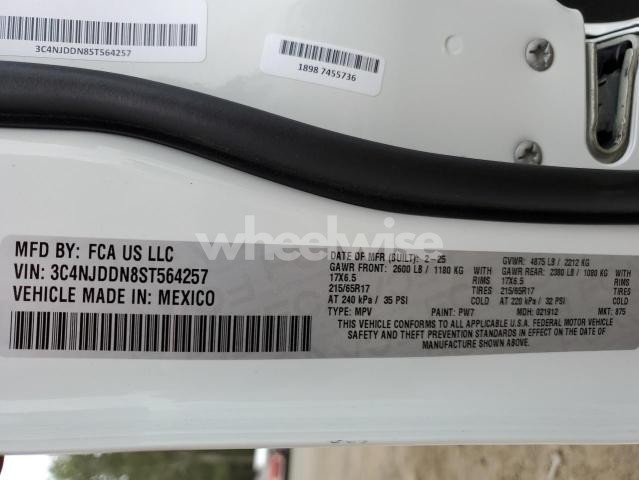 3C4NJDDN8ST564257
1898 7455736
wheelwise
MFD BY: FCA US LLC
VIN: 3C4NJDDN8ST564257
VEHICLE MADE IN: MEXICO
DATE OF MFR (BUILT): 2-25 GVWR: 4875 LB / 2212 KG
GAWR FRONT: 2600 LB / 1180 KG WITH GAWR REAR: 2380 LB / 1080 KG WITH
17X6.5 RIMS 17X6.5 RIMS
215/65R17 TIRES 215/65R17 TIRES
AT 240 kPa / 35 PSI COLD AT 220 kPa / 32 PSI COLD
TYPE: MPV PAINT: PW7 MDH: 021912 MKT: 875
THIS VEHICLE CONFORMS TO ALL APPLICABLE U.S.A. FEDERAL MOTOR VEHICLE
SAFETY AND THEFT PREVENTION STANDARDS IN EFFECT ON THE DATE OF
MANUFACTURE SHOWN ABOVE.